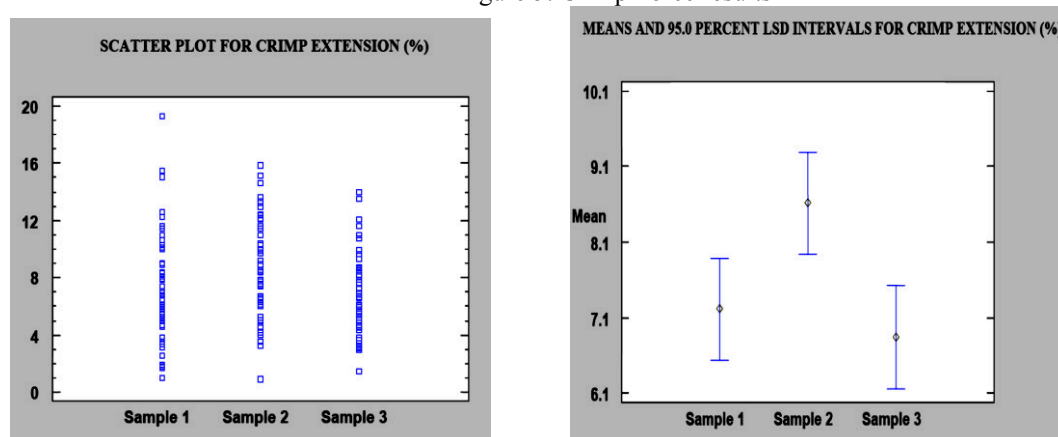 SCATTER PLOT FOR CRIMP EXTENSION (%)
20
16
12
8
4
0
Sample 1 Sample 2 Sample 3
MEANS AND 95.0 PERCENT LSD INTERVALS FOR CRIMP EXTENSION (%
10.1
9.1
Mean
8.1
7.1
6.1
Sample 1 Sample 2 Sample 3